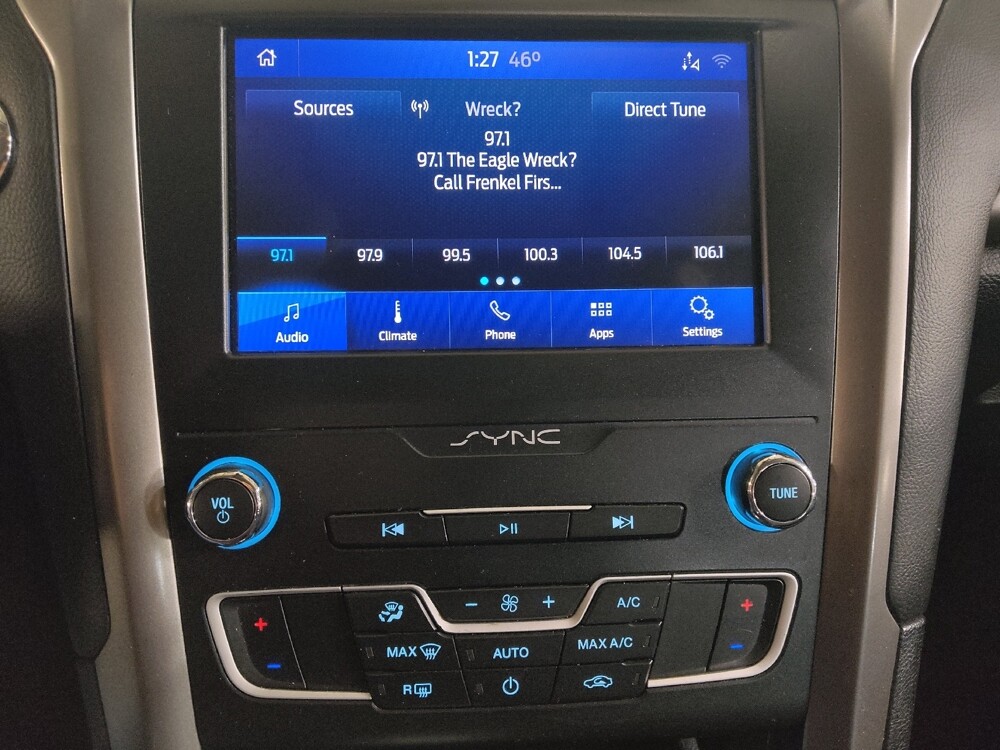 1:27 46º
Sources Wreck? Direct Tune
97.1
97.1 The Eagle Wreck?
Call Frenkel Firs...
97.1 97.9 99.5 100.3 104.5 106.1
Audio Climate Phone Apps Settings
SYNC
VOL
TUNE
- + A/C
+ +
MAX AUTO MAX A/C
- -
R